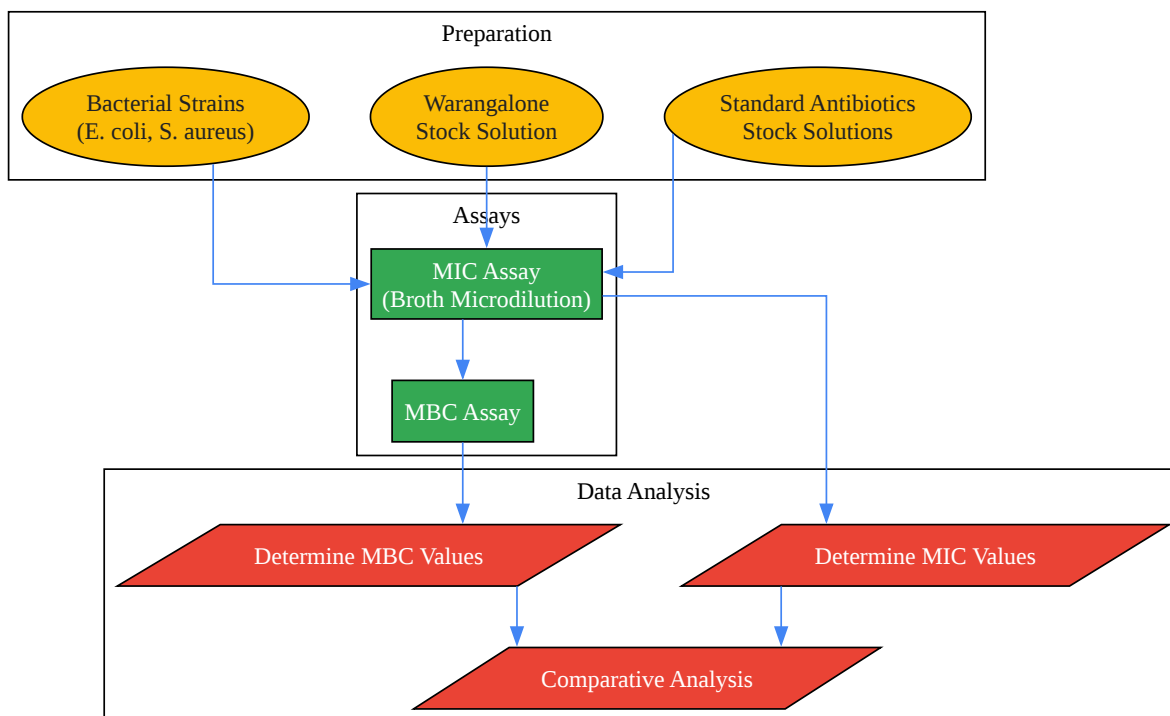 Preparation
Bacterial Strains
(E. coli, S. aureus)
Warangalone
Stock Solution
Standard Antibiotics
Stock Solutions
Assays
MIC Assay
(Broth Microdilution)
MBC Assay
Data Analysis
Determine MBC Values
Determine MIC Values
Comparative Analysis